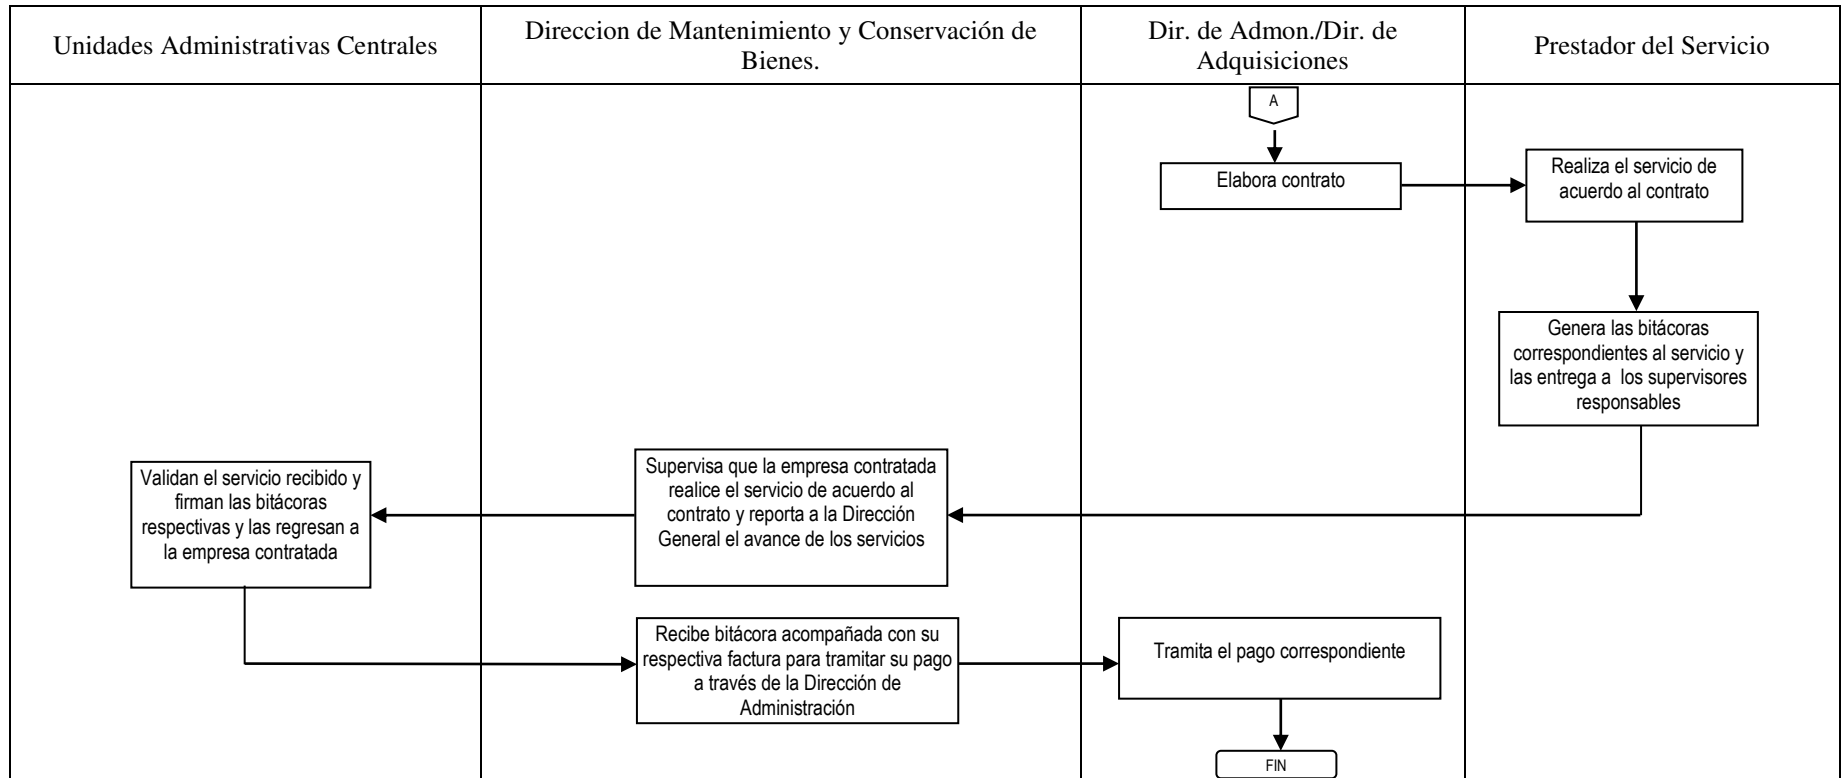 Unidades Administrativas Centrales
Direccion de Mantenimiento y Conservación de
Bienes.
Dir. de Admon./Dir. de
Adquisiciones
Prestador del Servicio
A
Elabora contrato
Realiza el servicio de
acuerdo al contrato
Genera las bitácoras
correspondientes al servicio y
las entrega a los supervisores
responsables
Supervisa que la empresa contratada
realice el servicio de acuerdo al
contrato y reporta a la Dirección
General el avance de los servicios
Validan el servicio recibido y
firman las bitácoras
respectivas y las regresan a
la empresa contratada
Recibe bitácora acompañada con su
respectiva factura para tramitar su pago
a través de la Dirección de
Administración
Tramita el pago correspondiente
FIN